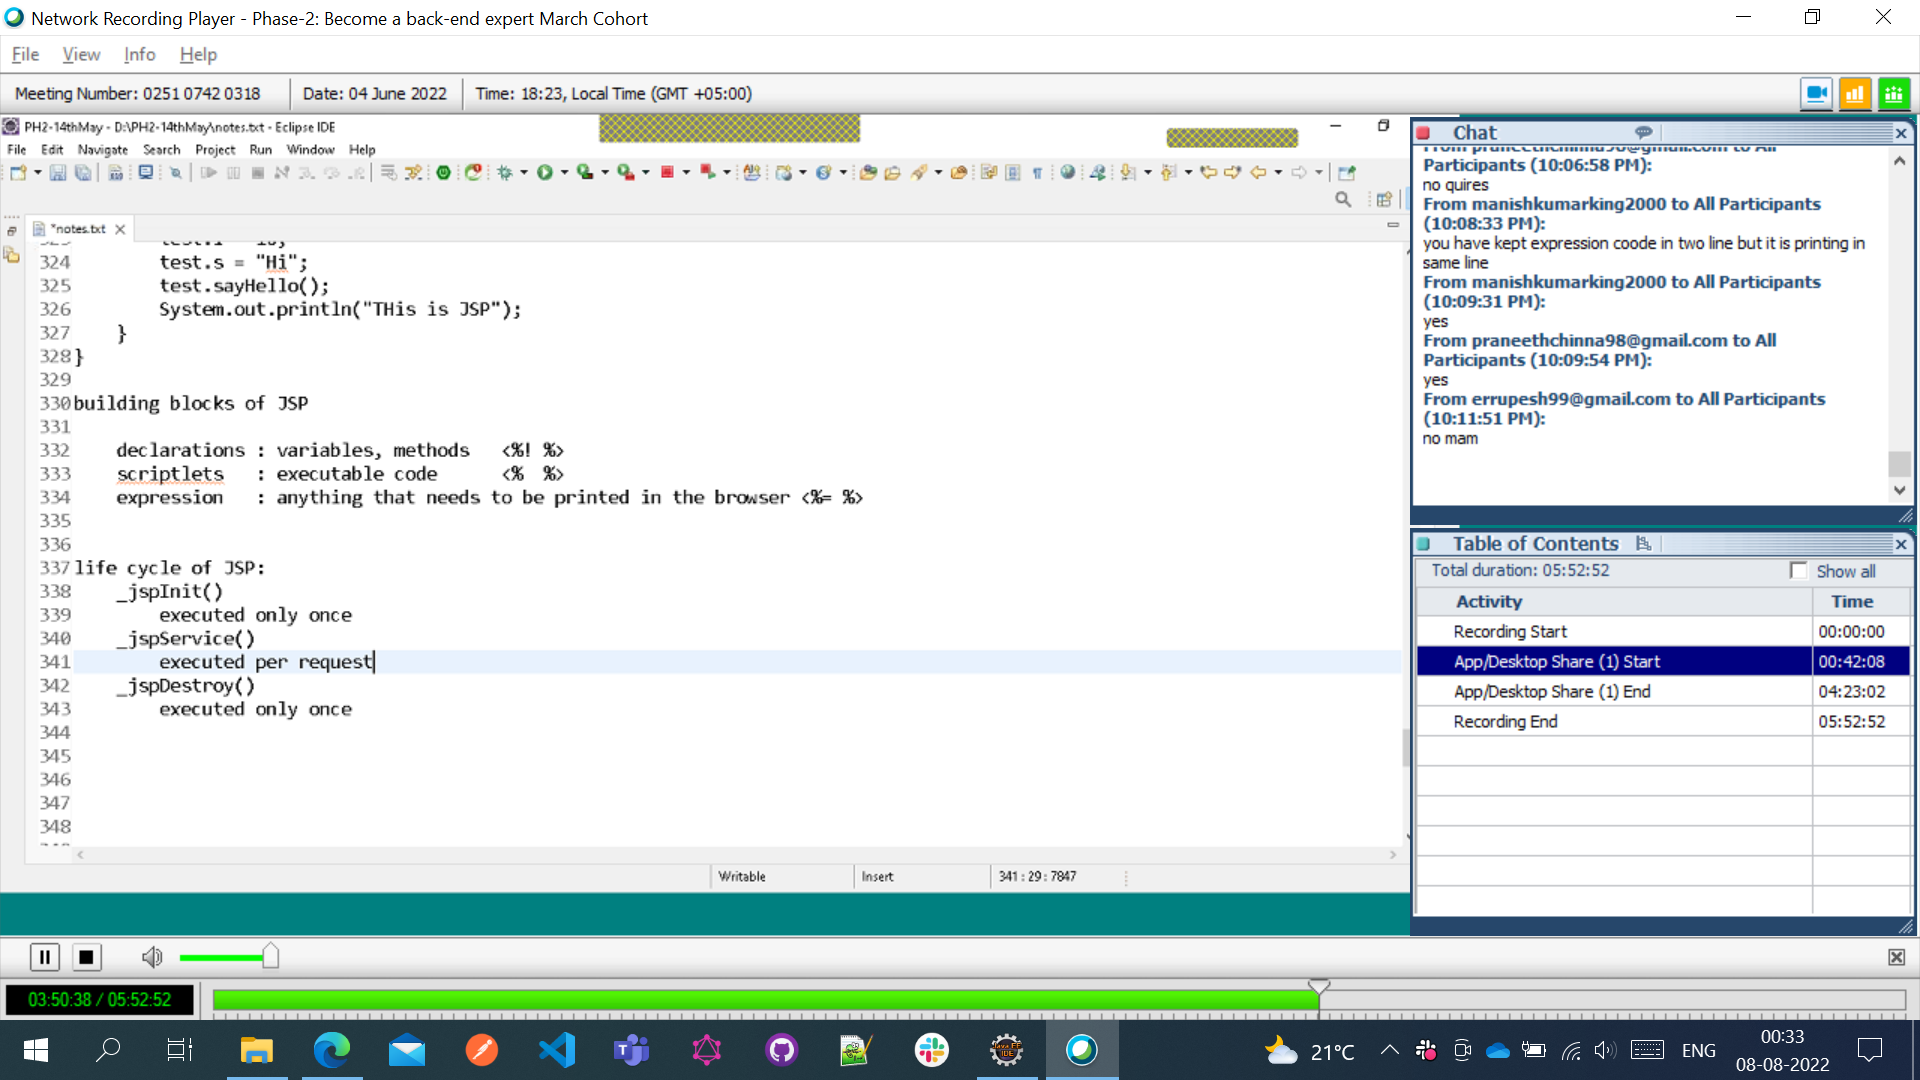 Network Recording Player - Phase-2: Become a back-end expert March Cohort
File View Info Help
Meeting Number: 0251 0742 0318 Date: 04 June 2022 Time: 18:23, Local Time (GMT +05:00)
PH2-14thMay - D:\PH2-14thMay\notes.txt - Eclipse IDE
File Edit Navigate Search Project Run Window Help
*notes.txt
324 test.s = "Hi";
325 test.sayHello();
326 System.out.println("THis is JSP");
327 }
328 }
329
330 building blocks of JSP
331
332 declarations : variables, methods <%! %>
333 scriptlets : executable code <% %>
334 expression : anything that needs to be printed in the browser <%= %>
335
336
337 life cycle of JSP:
338 _jspInit()
339 executed only once
340 _jspService()
341 executed per request
342 _jspDestroy()
343 executed only once
344
345
346
347
348
Writable Insert 341 : 29 : 7847
Chat
From praneethchinna98@gmail.com to All
Participants (10:06:58 PM):
no quires
From manishkumarking2000 to All Participants
(10:08:33 PM):
you have kept expression coode in two line but it is printing in
same line
From manishkumarking2000 to All Participants
(10:09:31 PM):
yes
From praneethchinna98@gmail.com to All
Participants (10:09:54 PM):
yes
From errupesh99@gmail.com to All Participants
(10:11:51 PM):
no mam
Table of Contents
Total duration: 05:52:52 Show all
Activity Time
Recording Start 00:00:00
App/Desktop Share (1) Start 00:42:08
App/Desktop Share (1) End 04:23:02
Recording End 05:52:52
03:50:38 / 05:52:52
21°C ENG 00:33
08-08-2022